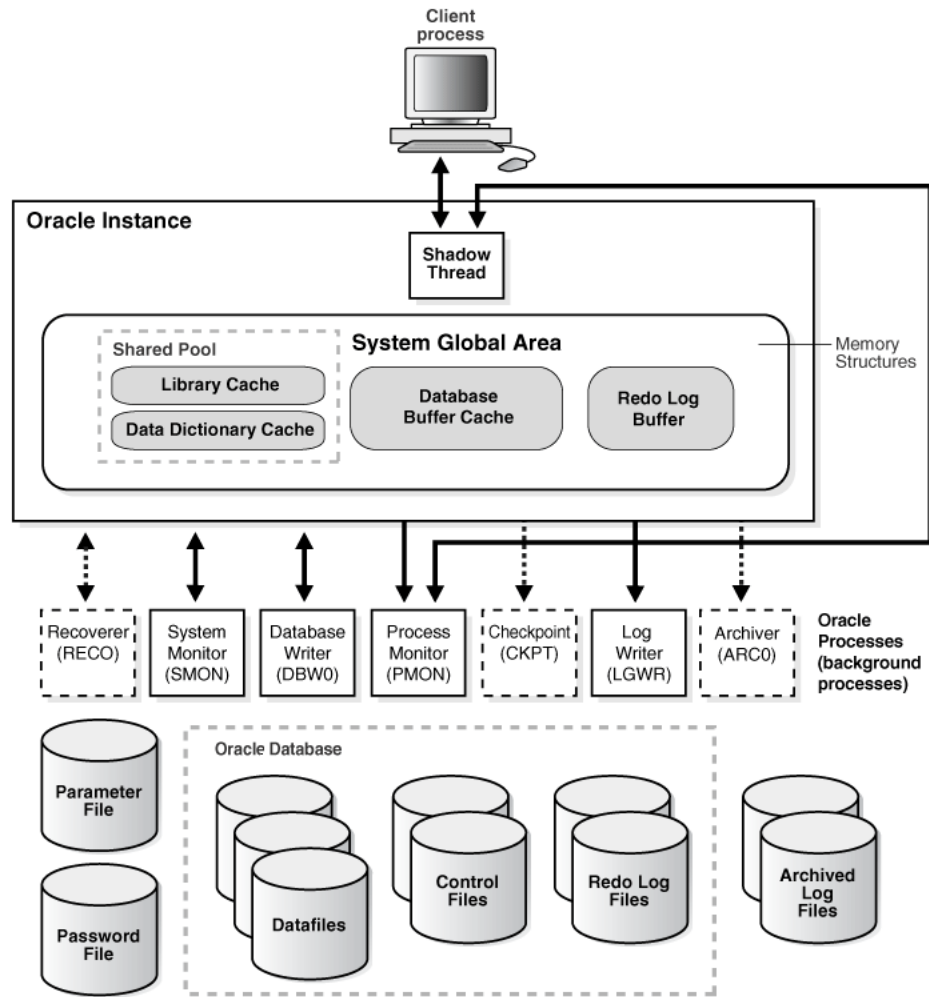 Client
process
Oracle Instance
Shadow
Thread
System Global Area
Shared Pool
Library Cache
Data Dictionary Cache
Database
Buffer Cache
Redo Log
Buffer
Memory
Structures
Recoverer
(RECO)
System
Monitor
(SMON)
Database
Writer
(DBW0)
Process
Monitor
(PMON)
Checkpoint
(CKPT)
Log
Writer
(LGWR)
Archiver
(ARC0)
Oracle
Processes
(background
processes)
Parameter
File
Password
File
Oracle Database
Datafiles
Control
Files
Redo Log
Files
Archived
Log
Files